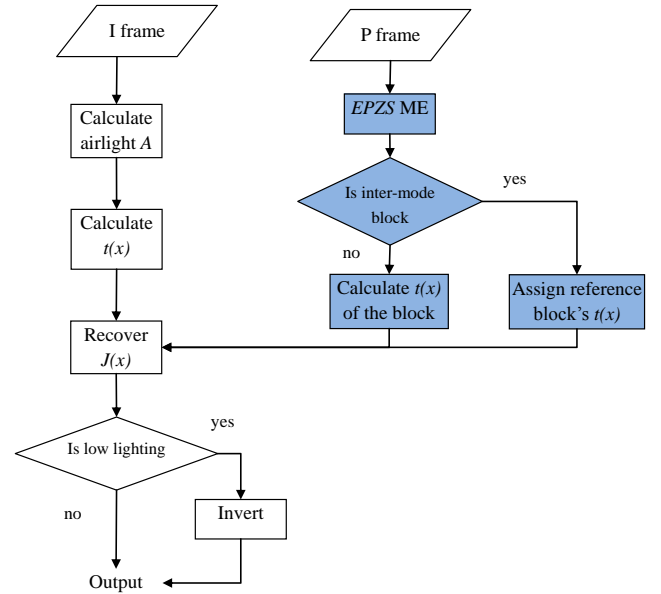 I frame
P frame
Calculate
airlight A
EPZS ME
Is inter-mode
block
yes
no
Calculate
t(x)
Calculate t(x)
of the block
Assign reference
block's t(x)
Recover
J(x)
Is low lighting
yes
no
Invert
Output